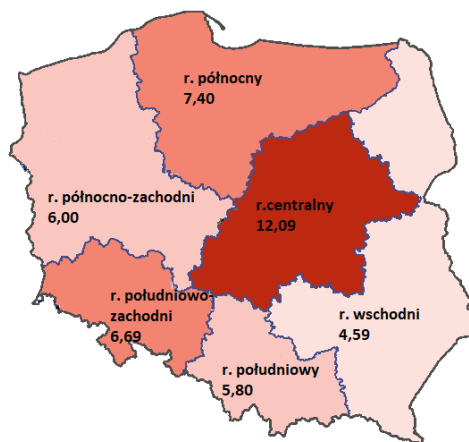 r. północny
7,40
r. północno-zachodni
6,00
r.centralny
12,09
r. południowo-
zachodni
6,69
r. wschodni
4,59
r. południowy
5,80